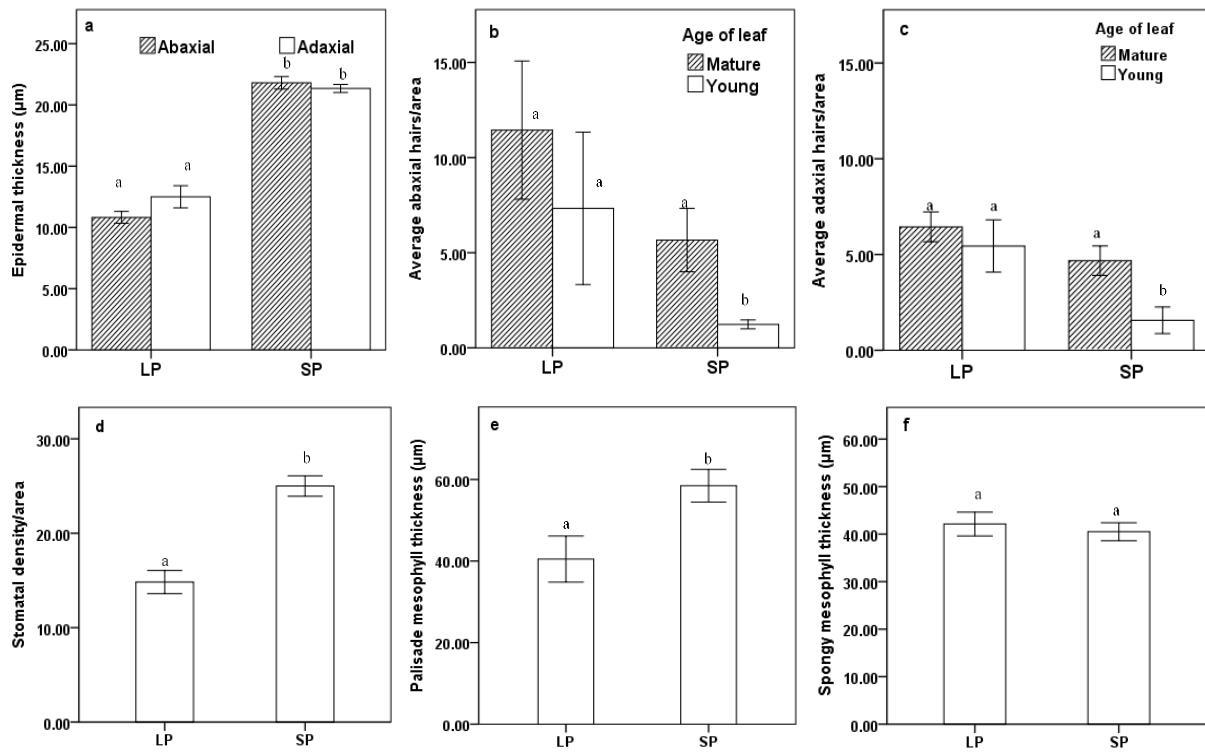 a
Abaxial
Adaxial
Epidermal thickness (µm)
25.00
20.00
15.00
10.00
5.00
0.00
a
a
b
b
LP
SP
b
Age of leaf
Mature
Young
Average abaxial hairs/area
15.00
10.00
5.00
0.00
a
a
a
b
LP
SP
c
Age of leaf
Mature
Young
Average adaxial hairs/area
15.00
10.00
5.00
0.00
a
a
a
b
LP
SP
d
Stomatal density/area
30.00
20.00
10.00
0.00
a
b
LP
SP
e
Palisade mesophyll thickness (µm)
60.00
40.00
20.00
0.00
a
b
LP
SP
f
Spongy mesophyll thickness (µm)
60.00
50.00
40.00
30.00
20.00
10.00
0.00
a
a
LP
SP